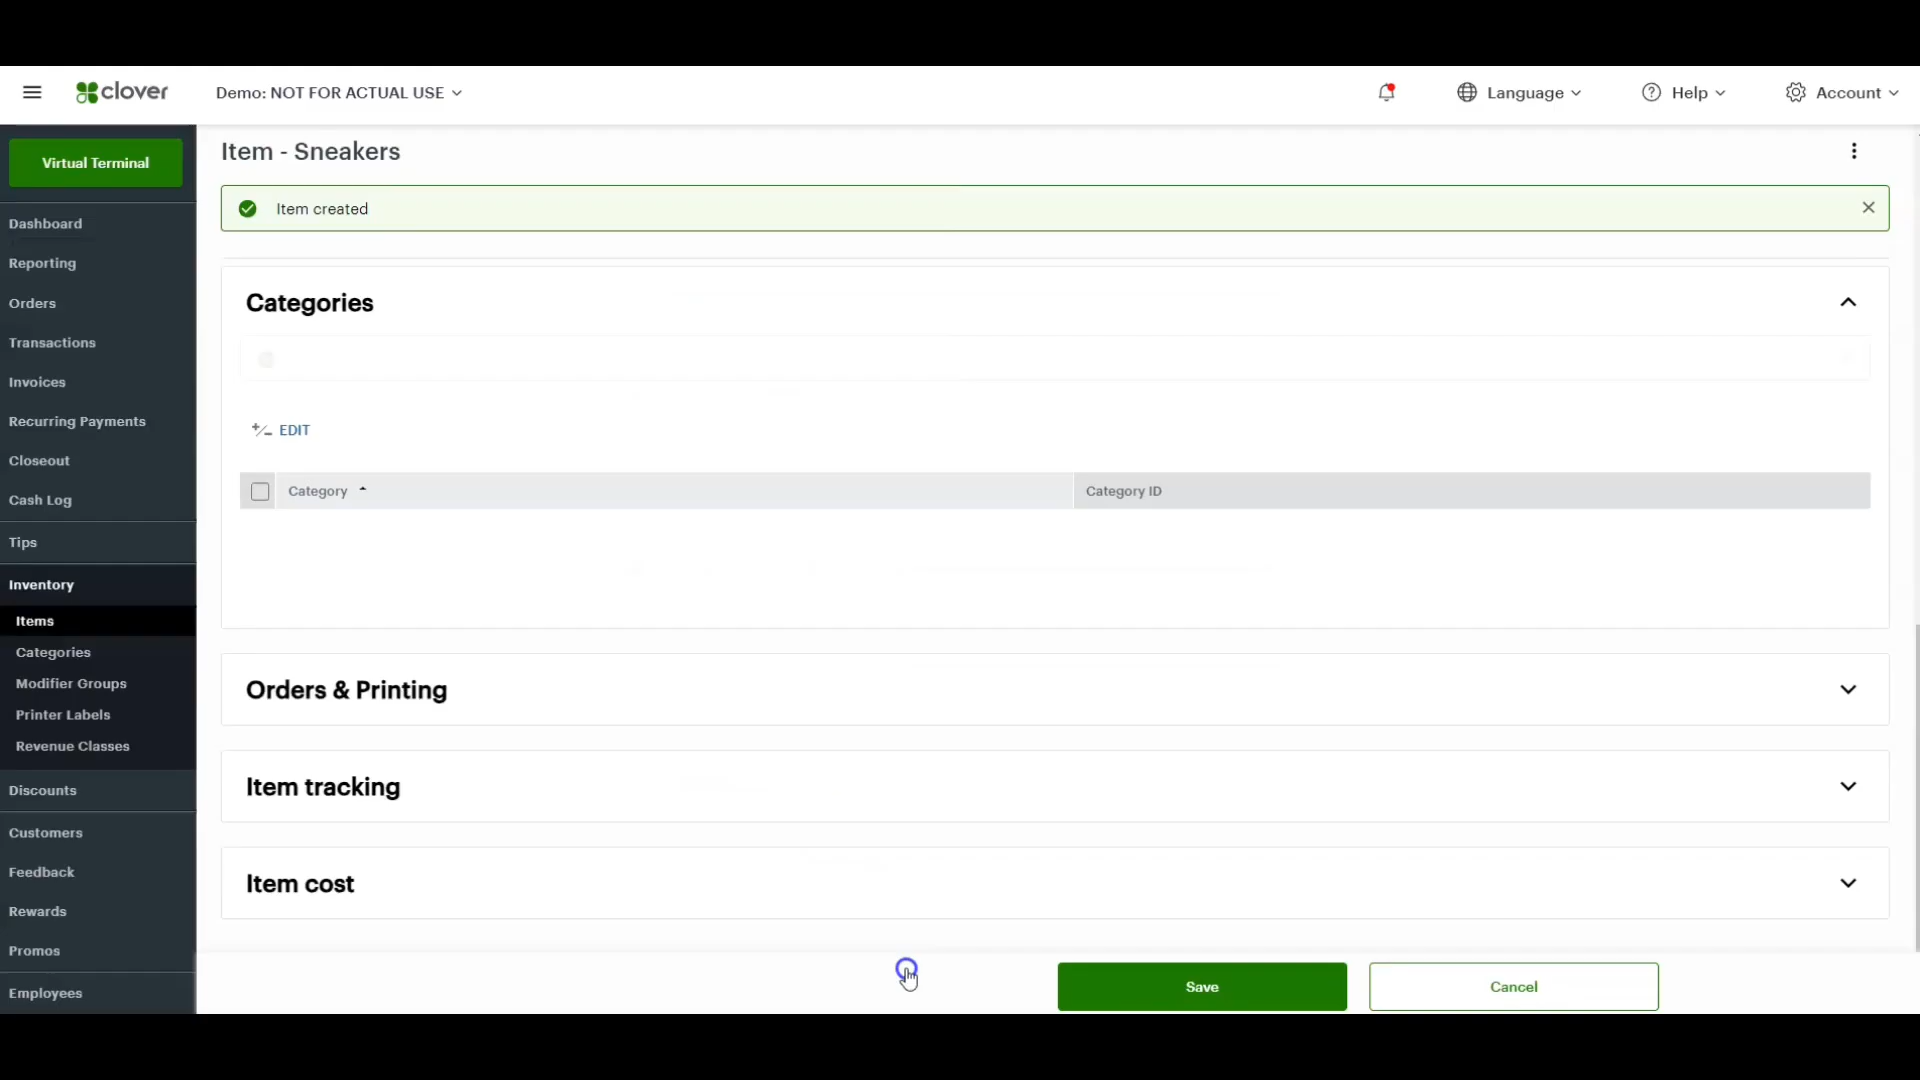 clover
Demo: NOT FOR ACTUAL USE
Language
Help
Account
Virtual Terminal
Dashboard
Reporting
Orders
Transactions
Invoices
Recurring Payments
Closeout
Cash Log
Tips
Inventory
Items
Categories
Modifier Groups
Printer Labels
Revenue Classes
Discounts
Customers
Feedback
Rewards
Promos
Employees
Item - Sneakers
Item created
Categories
EDIT
Category
Category ID
Orders & Printing
Item tracking
Item cost
Save
Cancel